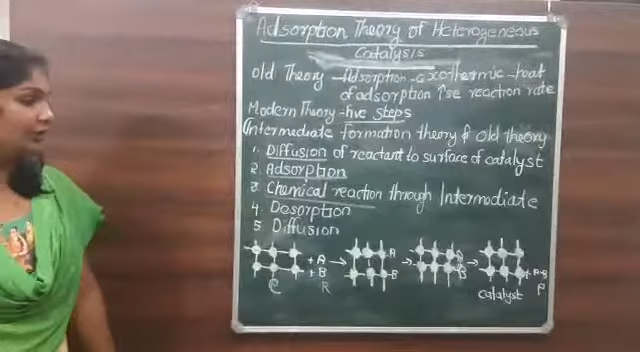 Adsorption Theory of Heterogeneous
Catalysis
Old Theory - Adsorption - exothermic - heat
of adsorption ↑se reaction rate
Modern Theory - five steps
(Intermediate formation theory & old theory
1. Diffusion of reactant to surface of catalyst
2. Adsorption
3. Chemical reaction through Intermediate
4. Desorption
5. Diffusion
+ A → A → A → + A-B
+ B B B
C R catalyst P